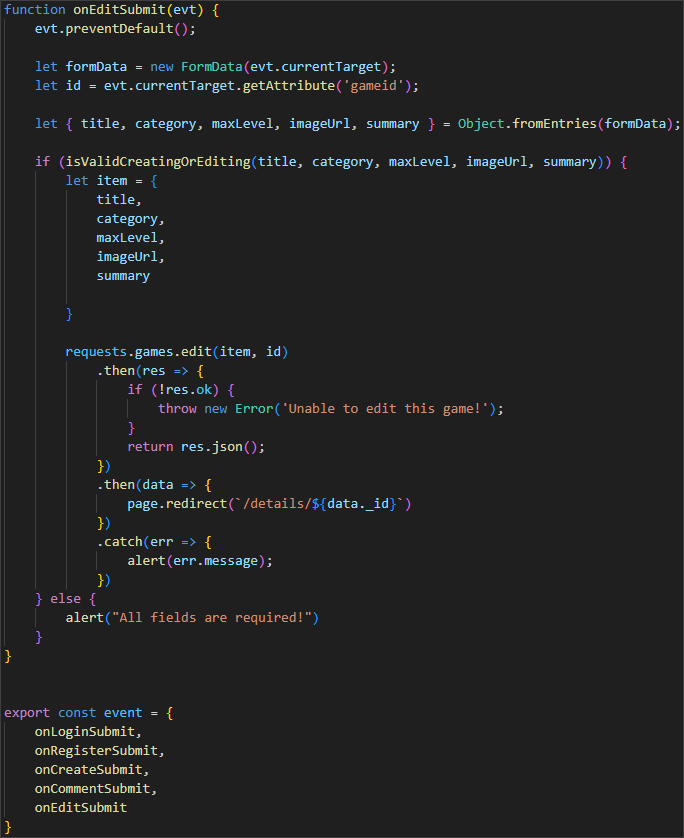 function onEditSubmit(evt) {
    evt.preventDefault();

    let formData = new FormData(evt.currentTarget);
    let id = evt.currentTarget.getAttribute('gameid');

    let { title, category, maxLevel, imageUrl, summary } = Object.fromEntries(formData);

    if (isValidCreatingOrEditing(title, category, maxLevel, imageUrl, summary)) {
        let item = {
            title,
            category,
            maxLevel,
            imageUrl,
            summary

        }

        requests.games.edit(item, id)
            .then(res => {
                if (!res.ok) {
                    throw new Error('Unable to edit this game!');
                }
                return res.json();
            })
            .then(data => {
                page.redirect(`/details/${data._id}`)
            })
            .catch(err => {
                alert(err.message);
            })
    } else {
        alert("All fields are required!")
    }
}


export const event = {
    onLoginSubmit,
    onRegisterSubmit,
    onCreateSubmit,
    onCommentSubmit,
    onEditSubmit
}